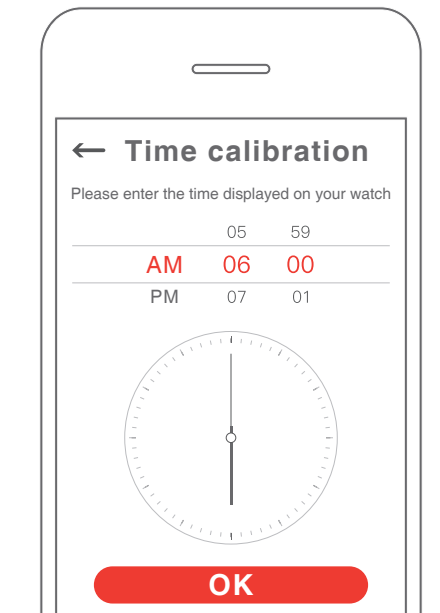 ← Time calibration
Please enter the time displayed on your watch
05 59
AM 06 00
PM 07 01
OK